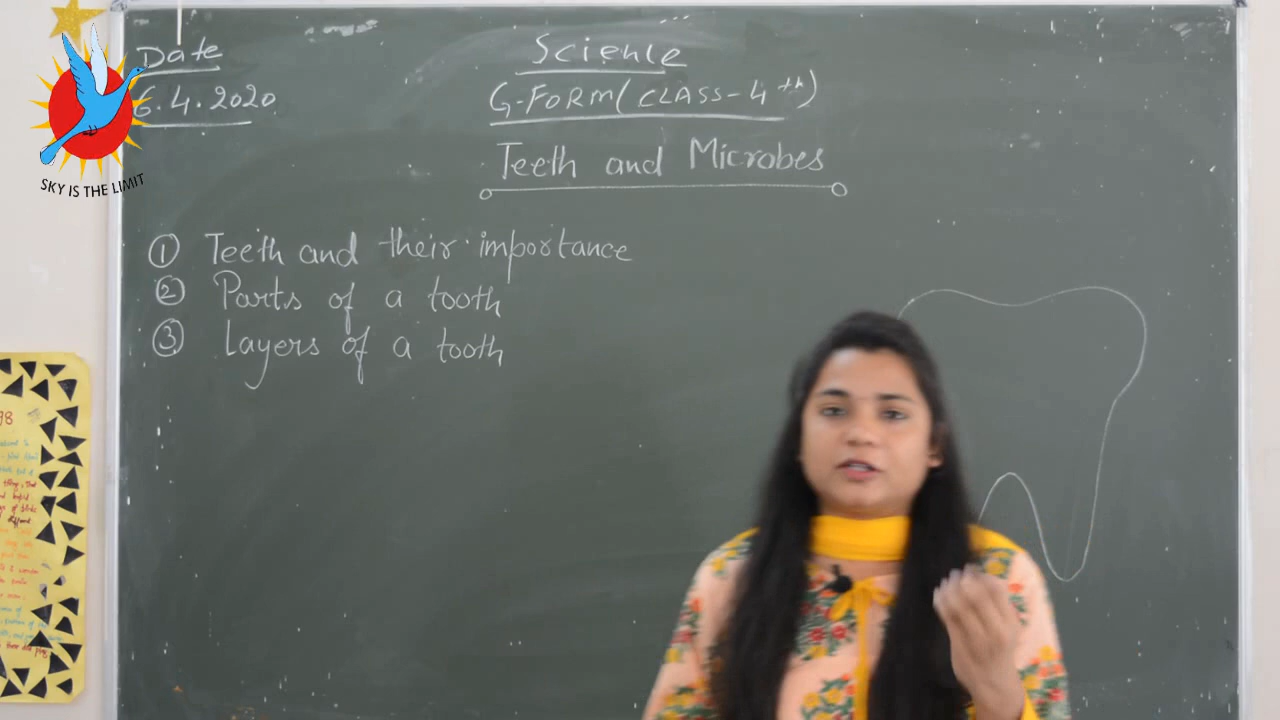 Date
6.4.2020
SKY IS THE LIMIT
Science
G-FORM (CLASS-4th)
Teeth and Microbes
① Teeth and their importance
② Parts of a tooth
③ Layers of a tooth